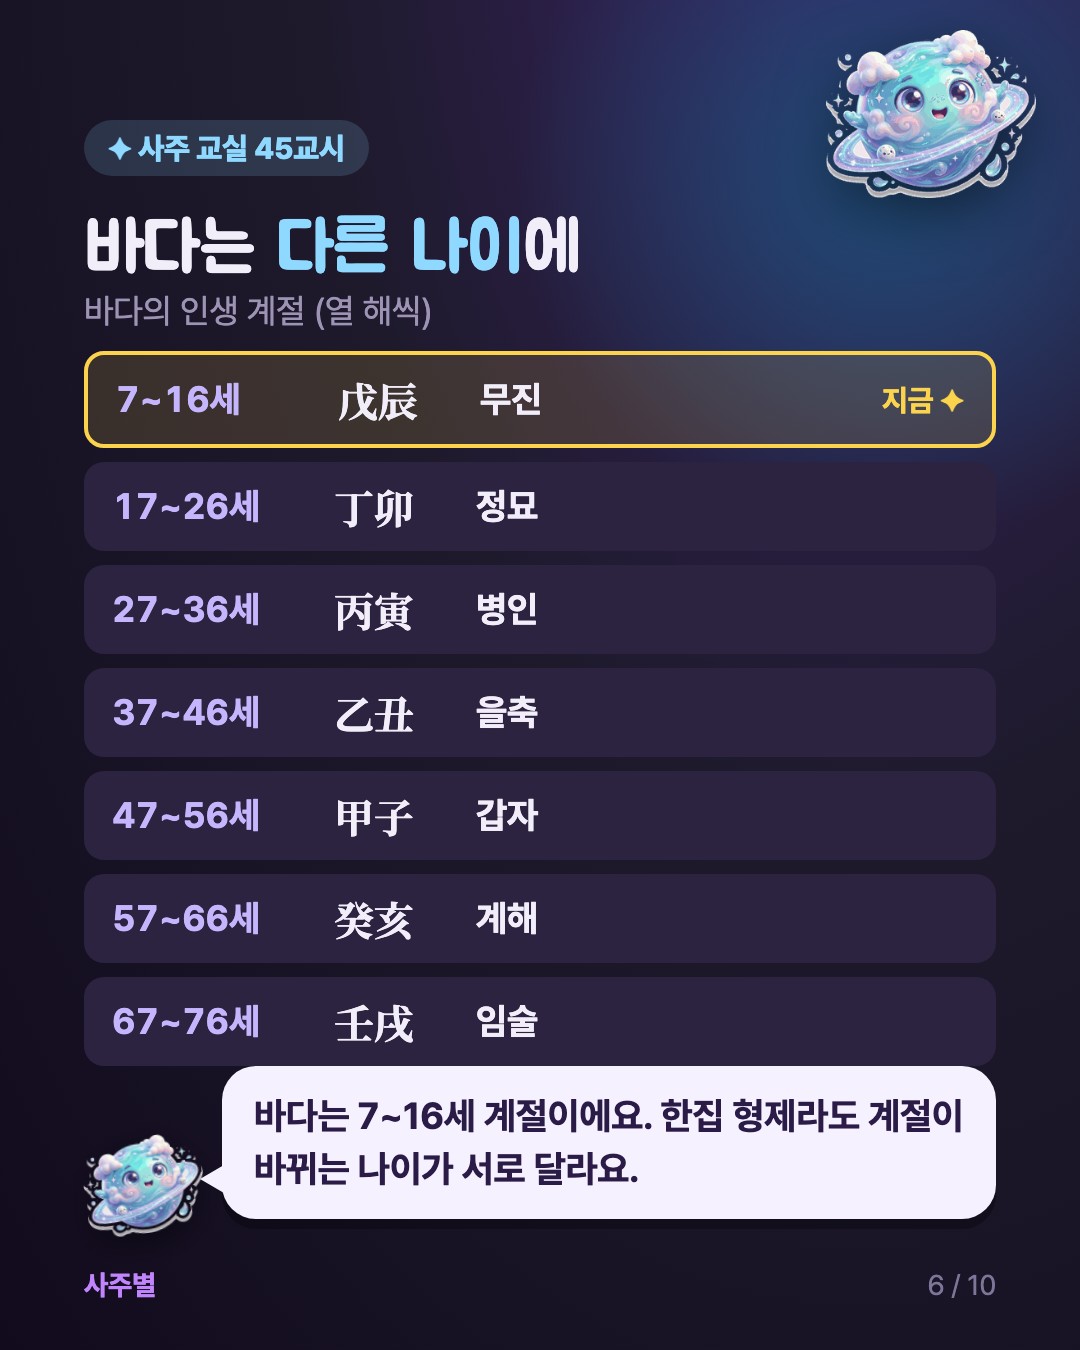 ✦ 사주 교실 45교시
바다는 다른 나이에
바다의 인생 계절 (열 해씩)
7~16세 戊辰 무진 지금 ✦
17~26세 丁卯 정묘
27~36세 丙寅 병인
37~46세 乙丑 을축
47~56세 甲子 갑자
57~66세 癸亥 계해
67~76세 壬戌 임술
바다는 7~16세 계절이에요. 한집 형제라도 계절이
바뀌는 나이가 서로 달라요.
사주별
6 / 10